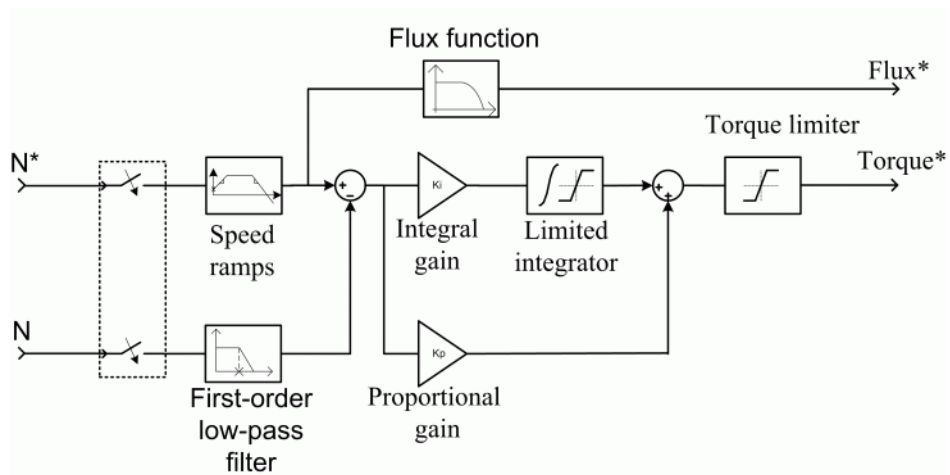 Flux function
Flux*
Torque limiter
N*
Torque*
Ki
Speed
ramps
Integral
gain
Limited
integrator
N
Kp
First-order
low-pass
filter
Proportional
gain